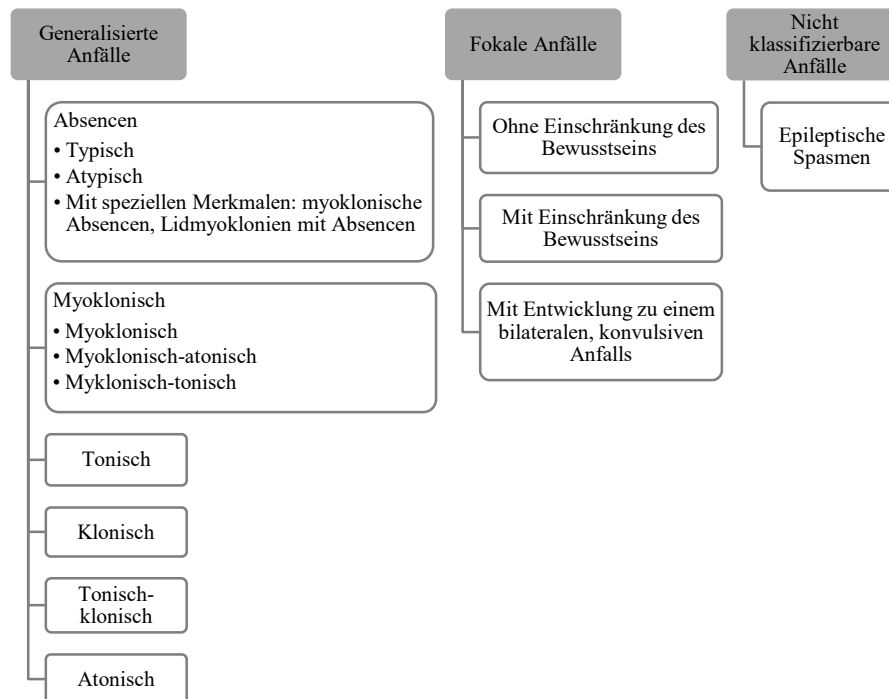 Generalisierte
Anfälle
Absencen
• Typisch
• Atypisch
• Mit speziellen Merkmalen: myoklonische
Absencen, Lidmyoklonien mit Absencen
Myoklonisch
• Myoklonisch
• Myoklonisch-atonisch
• Myklonisch-tonisch
Tonisch
Klonisch
Tonisch-
klonisch
Atonisch
Fokale Anfälle
Ohne Einschränkung des
Bewusstseins
Mit Einschränkung des
Bewusstseins
Mit Entwicklung zu einem
bilateralen, konvulsiven
Anfalls
Nicht
klassifizierbare
Anfälle
Epileptische
Spasmen